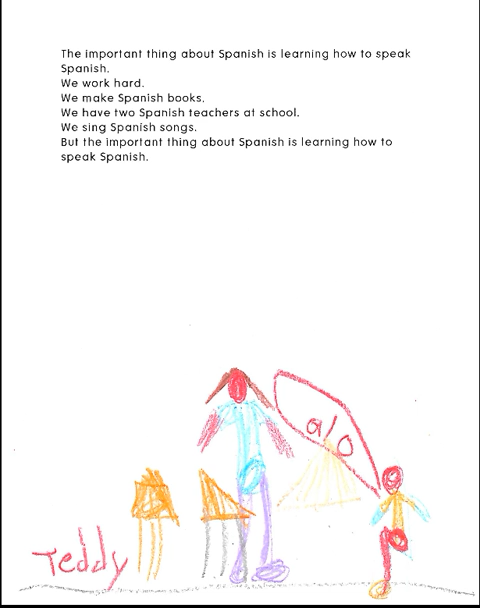 The important thing about Spanish is learning how to speak
Spanish.
We work hard.
We make Spanish books.
We have two Spanish teachers at school.
We sing Spanish songs.
But the important thing about Spanish is learning how to
speak Spanish.
alo
Teddy